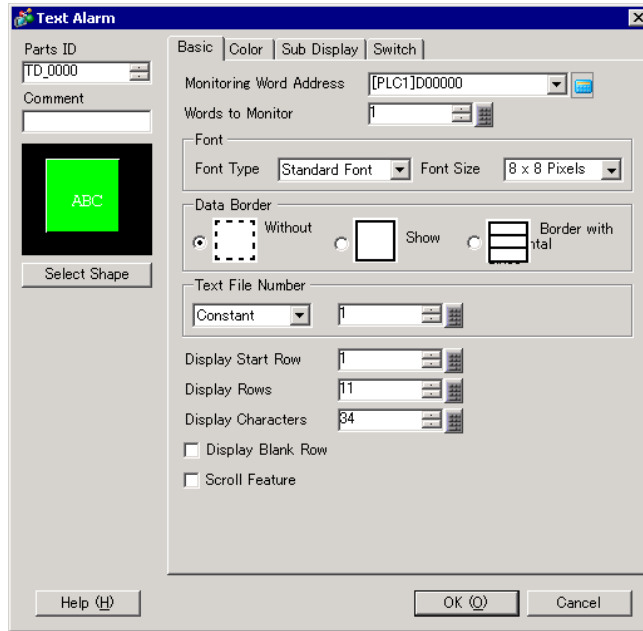 Text Alarm
Parts ID
TD_0000
Comment
ABC
Select Shape
Basic Color Sub Display Switch
Monitoring Word Address [PLC1]D00000
Words to Monitor 1
Font
Font Type Standard Font Font Size 8 x 8 Pixels
Data Border
Without
Show
Border with
ntal
Text File Number
Constant 1
Display Start Row 1
Display Rows 11
Display Characters 34
Display Blank Row
Scroll Feature
Help (H) OK (O) Cancel